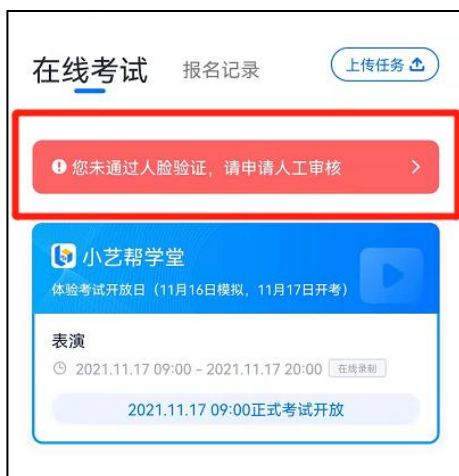 在线考试 报名记录 上传任务
您未通过人脸验证，请申请人工审核
小艺帮学堂
体验考试开放日（11月16日模拟，11月17日开考）
表演
2021.11.17 09:00 - 2021.11.17 20:00 在线录制
2021.11.17 09:00正式考试开放